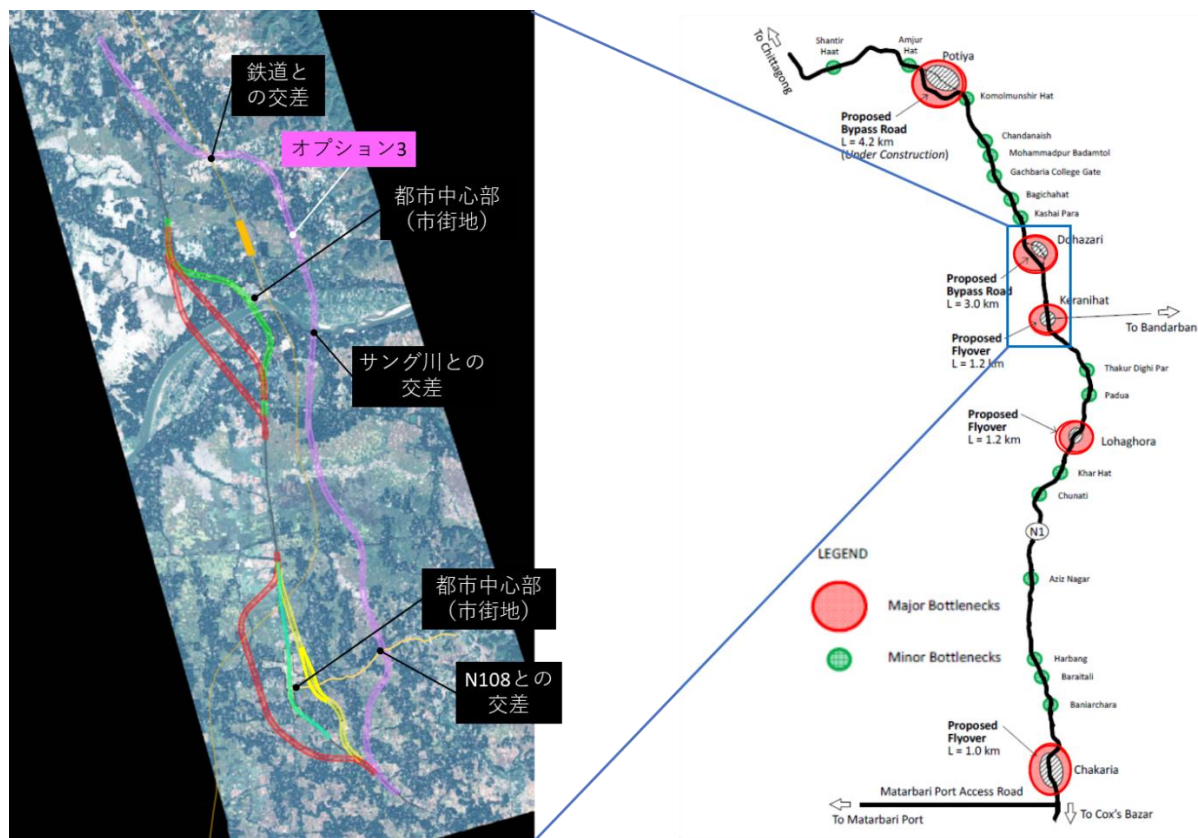 鉄道と
の交差
オプション3
都市中心部
（市街地）
サング川との
交差
都市中心部
（市街地）
N108との
交差
To Chittagong
Shantir
Haat
Amjur
Hat
Potiya
Komolmunshir Hat
Proposed
Bypass Road
L = 4.2 km
(Under Construction)
Chandanaish
Mohammadpur Badamtol
Gachbaria College Gate
Bagichahat
Kashai Para
Dohazari
Proposed
Bypass Road
L = 3.0 km
Keranihat
To Bandarban
Proposed
Flyover
L = 1.2 km
Thakur Dighi Par
Padua
Proposed
Flyover
L = 1.2 km
Lohaghora
Khar Hat
Chunati
N1
LEGEND
Major Bottlenecks
Minor Bottlenecks
Aziz Nagar
Harbang
Baraitali
Baniarchara
Proposed
Flyover
L = 1.0 km
Chakaria
Matarbari Port Access Road
To Matarbari Port
To Cox's Bazar